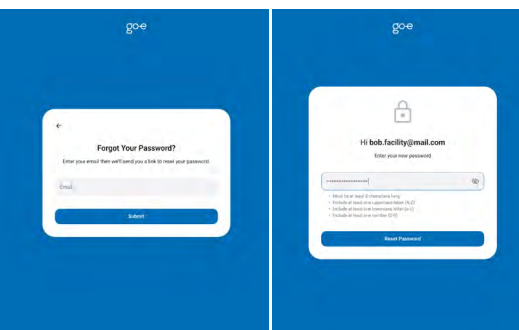 go-e
Forgot Your Password?
Enter your email then we'll send you a link to reset your password.
Email
Submit
go-e
Hi bob.facility@mail.com
Enter your new password
Must be at least 8 characters long
Include at least one uppercase letter (A-Z)
Include at least one lowercase letter (a-z)
Include at least one number (0-9)
Reset Password